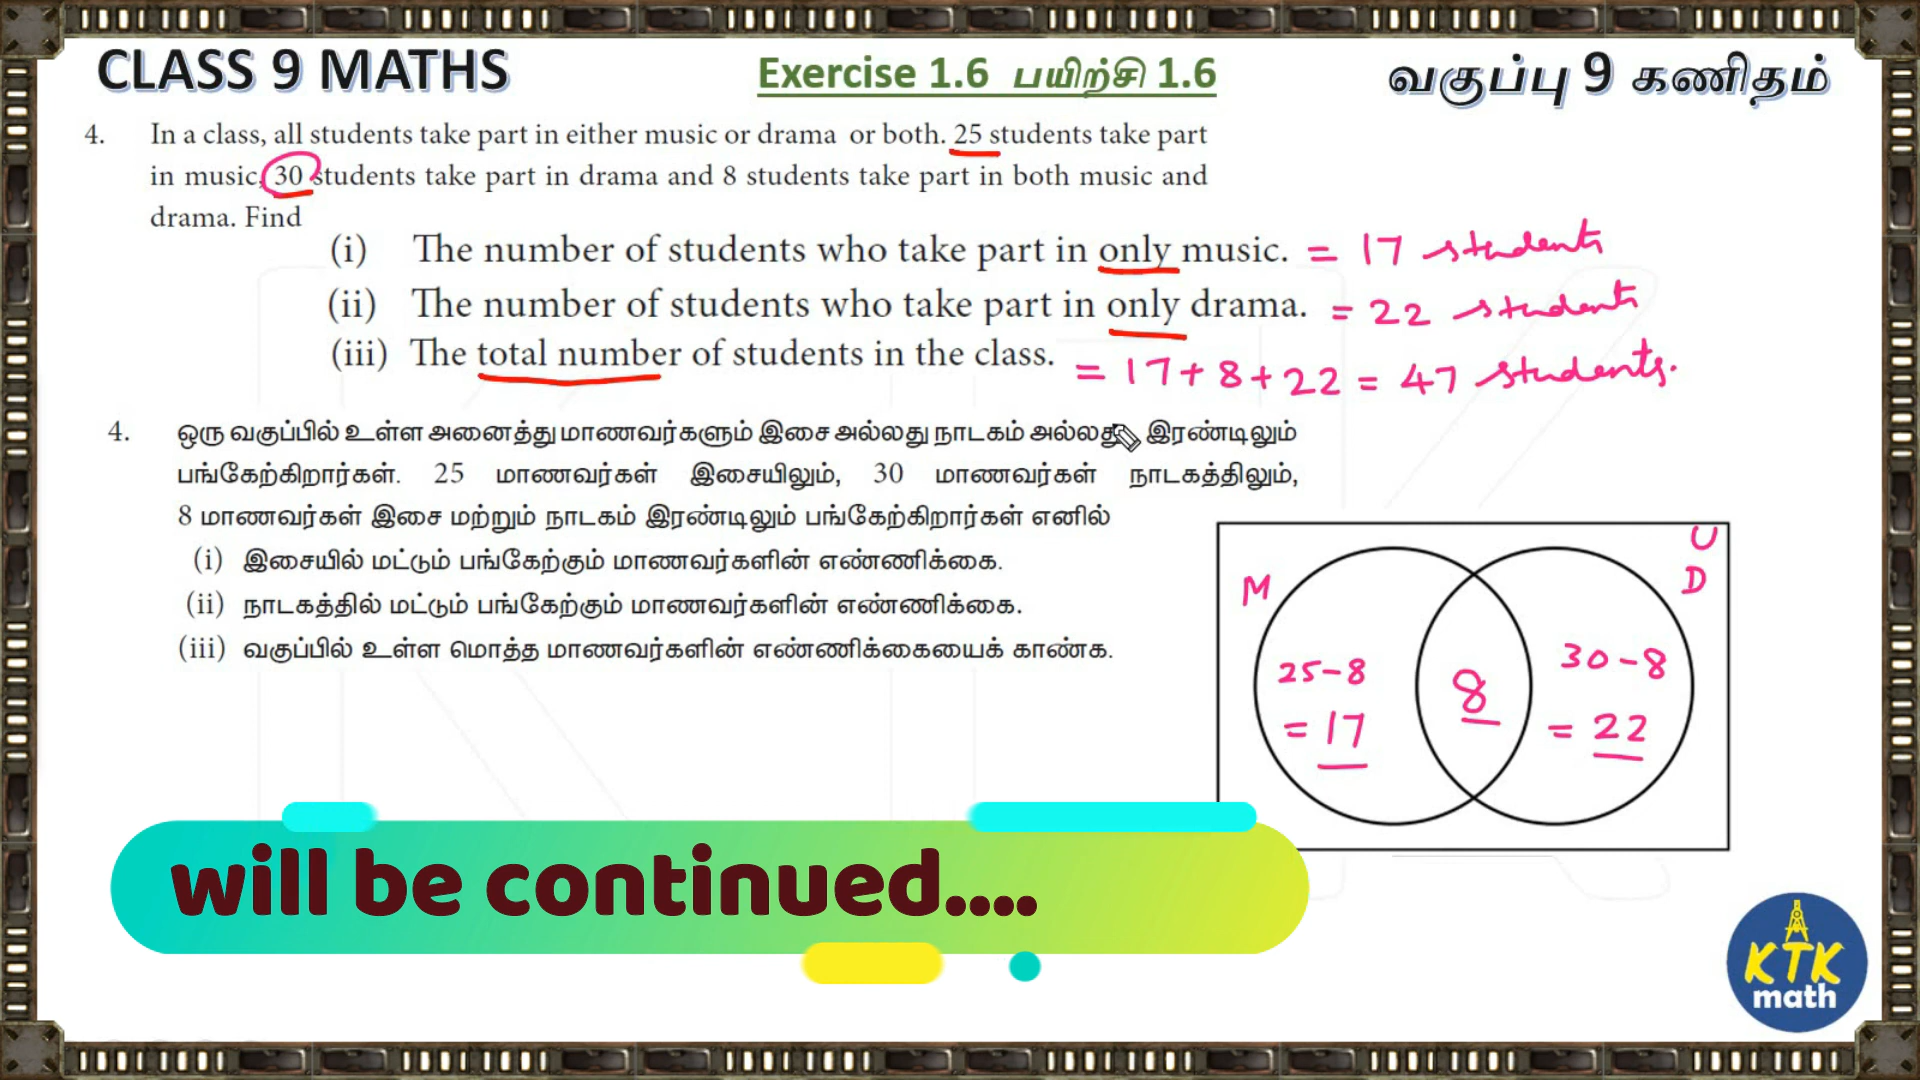 CLASS 9 MATHS
Exercise 1.6 பயிற்சி 1.6
வகுப்பு 9 கணிதம்
4. In a class, all students take part in either music or drama or both. 25 students take part
in music, 30 students take part in drama and 8 students take part in both music and
drama. Find
(i) The number of students who take part in only music. = 17 students
(ii) The number of students who take part in only drama. = 22 students
(iii) The total number of students in the class. = 17+8+22 = 47 students.
4. ஒரு வகுப்பில் உள்ள அனைத்து மாணவர்களும் இசை அல்லது நாடகம் அல்லது இரண்டிலும்
பங்கேற்கிறார்கள். 25 மாணவர்கள் இசையிலும், 30 மாணவர்கள் நாடகத்திலும்,
8 மாணவர்கள் இசை மற்றும் நாடகம் இரண்டிலும் பங்கேற்கிறார்கள் எனில்
(i) இசையில் மட்டும் பங்கேற்கும் மாணவர்களின் எண்ணிக்கை.
(ii) நாடகத்தில் மட்டும் பங்கேற்கும் மாணவர்களின் எண்ணிக்கை.
(iii) வகுப்பில் உள்ள மொத்த மாணவர்களின் எண்ணிக்கையைக் காண்க.
U
M D
25-8 8 30-8
= 17 = 22
will be continued....
KTK
math